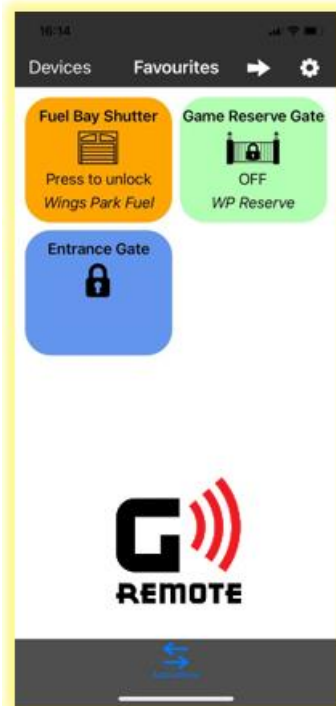 16:14
Devices Favourites
Fuel Bay Shutter
Press to unlock
Wings Park Fuel
Game Reserve Gate
OFF
WP Reserve
Entrance Gate
G
REMOTE